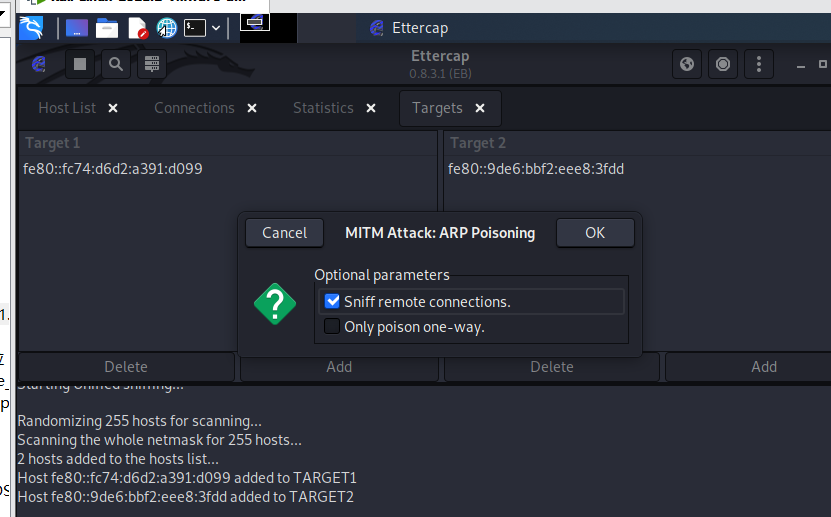 Ettercap
Ettercap
0.8.3.1 (EB)
Host List
Connections
Statistics
Targets
Target 1
Target 2
fe80::fc74:d6d2:a391:d099
fe80::9de6:bbf2:eee8:3fdd
Cancel
MITM Attack: ARP Poisoning
OK
Optional parameters
Sniff remote connections.
Only poison one-way.
Delete
Add
Delete
Add
Starting Unified sniffing...
Randomizing 255 hosts for scanning...
Scanning the whole netmask for 255 hosts...
2 hosts added to the hosts list...
Host fe80::fc74:d6d2:a391:d099 added to TARGET1
Host fe80::9de6:bbf2:eee8:3fdd added to TARGET2